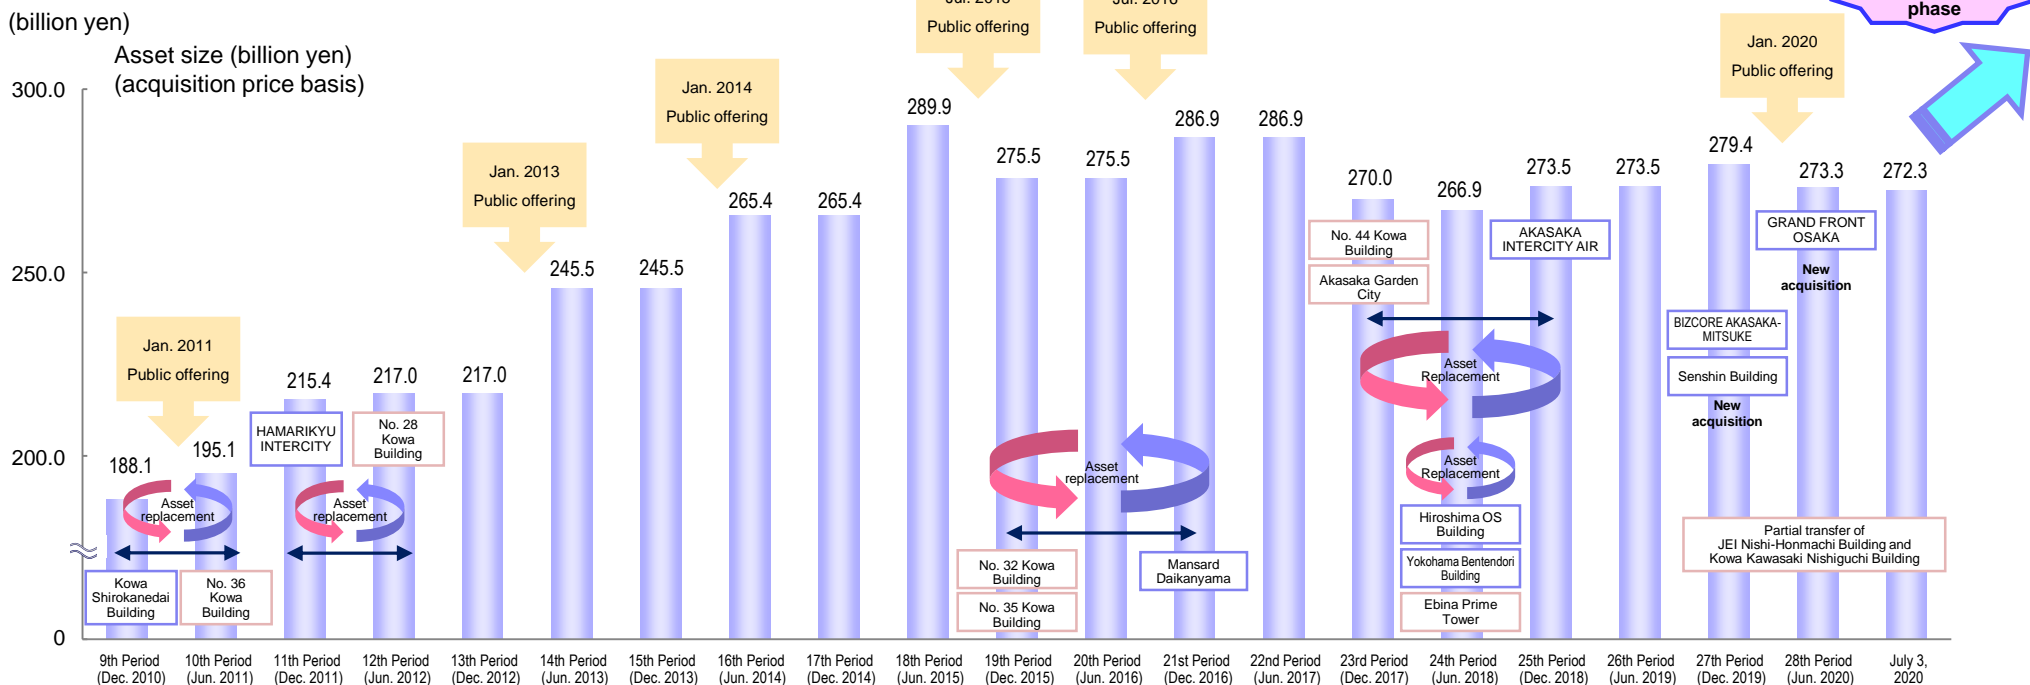 (billion yen)
Asset size (billion yen)
(acquisition price basis)
300.0
250.0
200.0
0
Jan. 2011
Public offering
Jan. 2013
Public offering
Jan. 2014
Public offering
Public offering
Public offering
Jan. 2020
Public offering
phase
188.1
195.1
215.4
217.0
217.0
245.5
245.5
265.4
265.4
289.9
275.5
275.5
286.9
286.9
270.0
266.9
273.5
273.5
279.4
273.3
272.3
Asset
replacement
Kowa
Shirokanedai
Building
No. 36
Kowa
Building
HAMARIKYU
INTERCITY
No. 28
Kowa
Building
Asset
replacement
Asset
replacement
No. 32 Kowa
Building
No. 35 Kowa
Building
Mansard
Daikanyama
No. 44 Kowa
Building
Akasaka Garden
City
AKASAKA
INTERCITY AIR
Asset
Replacement
Asset
Replacement
Hiroshima OS
Building
Yokohama Bentendori
Building
Ebina Prime
Tower
BIZCORE AKASAKA-
MITSUKE
Senshin Building
New
acquisition
GRAND FRONT
OSAKA
New
acquisition
Partial transfer of
JEI Nishi-Honmachi Building and
Kowa Kawasaki Nishiguchi Building
9th Period
(Dec. 2010)
10th Period
(Jun. 2011)
11th Period
(Dec. 2011)
12th Period
(Jun. 2012)
13th Period
(Dec. 2012)
14th Period
(Jun. 2013)
15th Period
(Dec. 2013)
16th Period
(Jun. 2014)
17th Period
(Dec. 2014)
18th Period
(Jun. 2015)
19th Period
(Dec. 2015)
20th Period
(Jun. 2016)
21st Period
(Dec. 2016)
22nd Period
(Jun. 2017)
23rd Period
(Dec. 2017)
24th Period
(Jun. 2018)
25th Period
(Dec. 2018)
26th Period
(Jun. 2019)
27th Period
(Dec. 2019)
28th Period
(Jun. 2020)
July 3,
2020